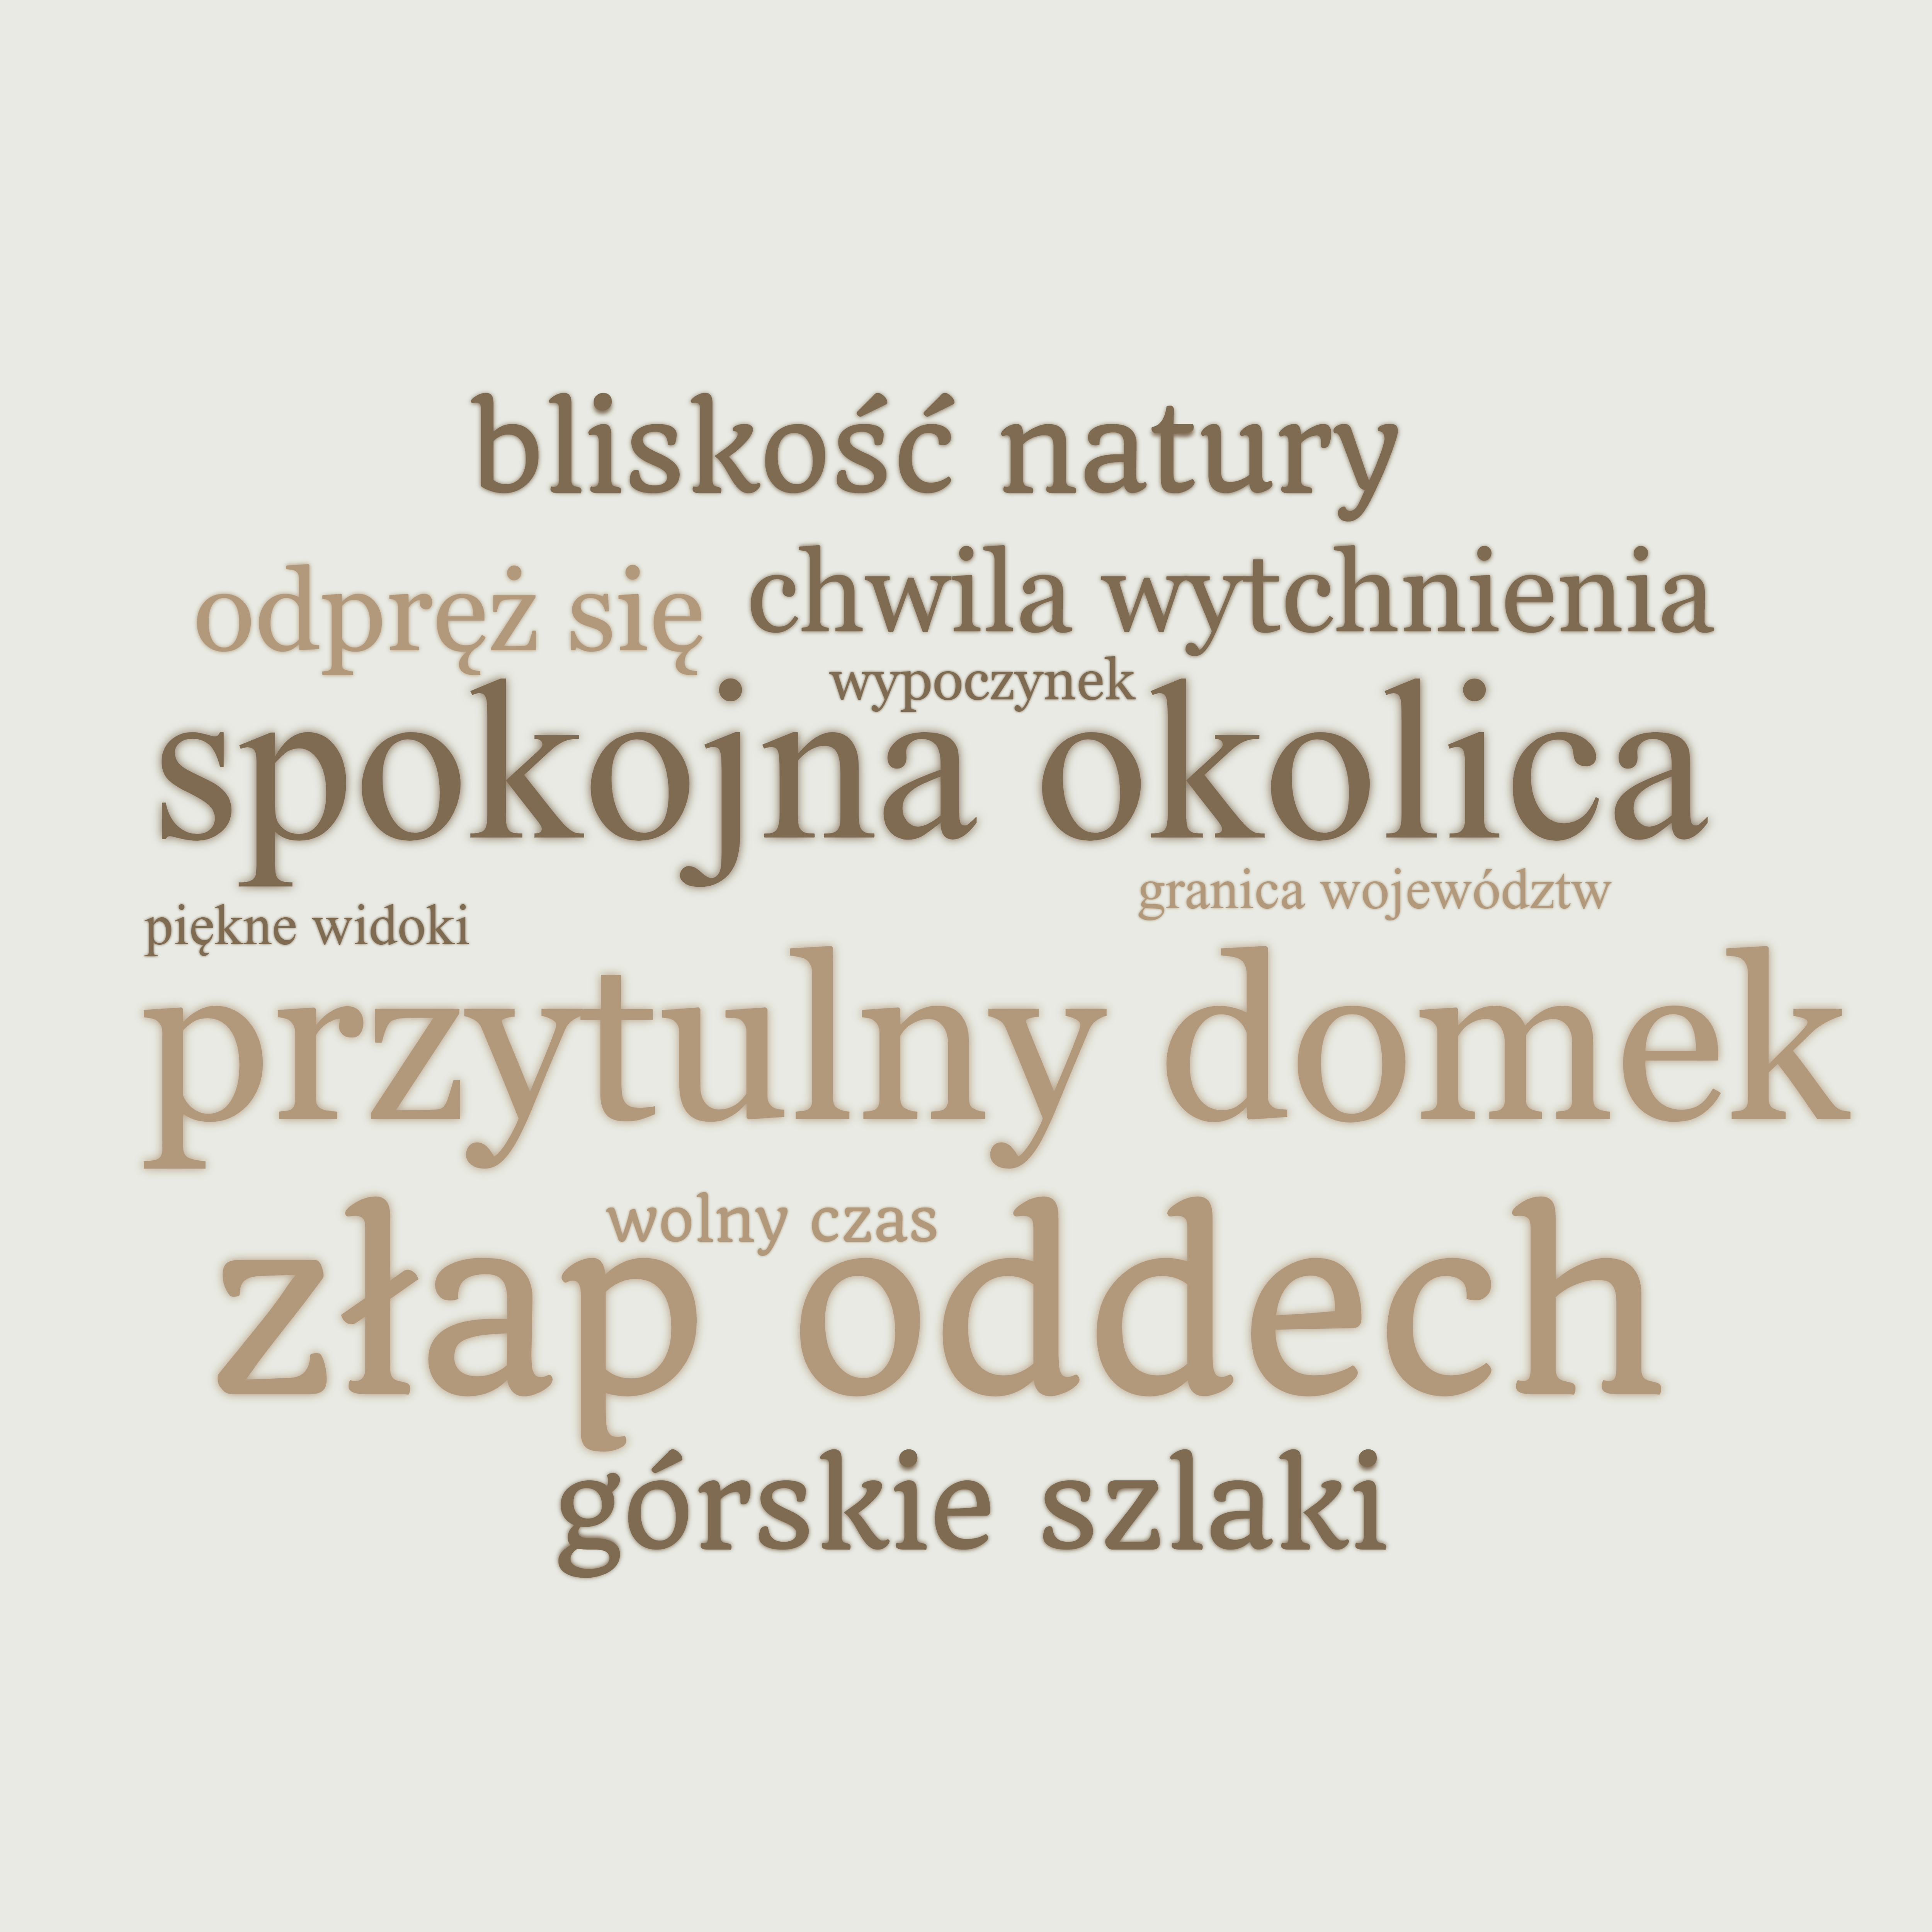 bliskość natury
odpręż się
chwila wytchnienia
wypoczynek
spokojna okolica
granica województw
piękne widoki
przytulny domek
wolny czas
złap oddech
górskie szlaki